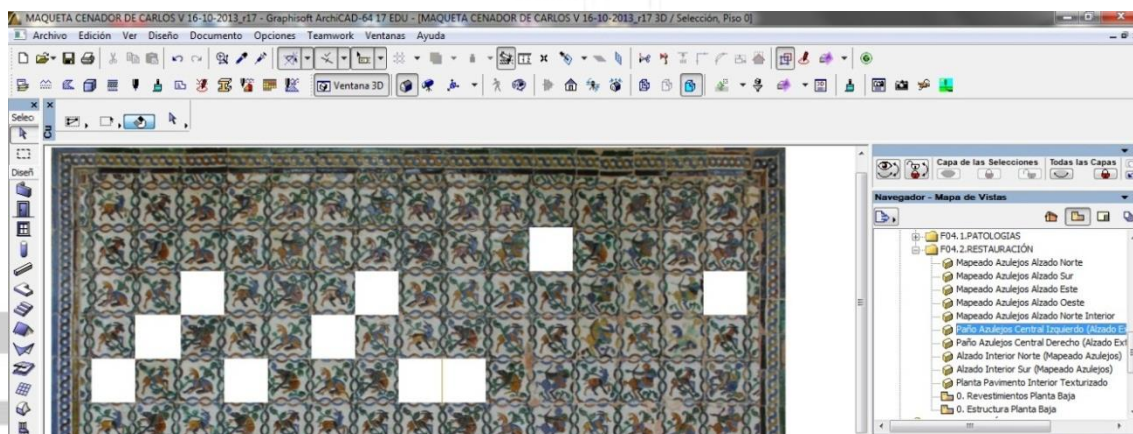 MAQUETA CENADOR DE CARLOS V 16-10-2013_r17 - Graphisoft ArchiCAD-64 17 EDU - [MAQUETA CENADOR DE CARLOS V 16-10-2013_r17 3D / Selección, Piso 0]
Archivo Edición Ver Diseño Documento Opciones Teamwork Ventanas Ayuda
Ventana 3D
Selec
Cu
Diseñ
Capa de las Selecciones
Todas las Capas
Navegador - Mapa de Vistas
F04.1.PATOLOGIAS
F04.2.RESTAURACIÓN
Mapeado Azulejos Alzado Norte
Mapeado Azulejos Alzado Sur
Mapeado Azulejos Alzado Este
Mapeado Azulejos Alzado Oeste
Mapeado Azulejos Alzado Norte Interior
Paño Azulejos Central Izquierdo (Alzado Ex
Paño Azulejos Central Derecho (Alzado Ext
Alzado Interior Norte (Mapeado Azulejos)
Alzado Interior Sur (Mapeado Azulejos)
Planta Pavimento Interior Texturizado
0. Revestimientos Planta Baja
0. Estructura Planta Baja